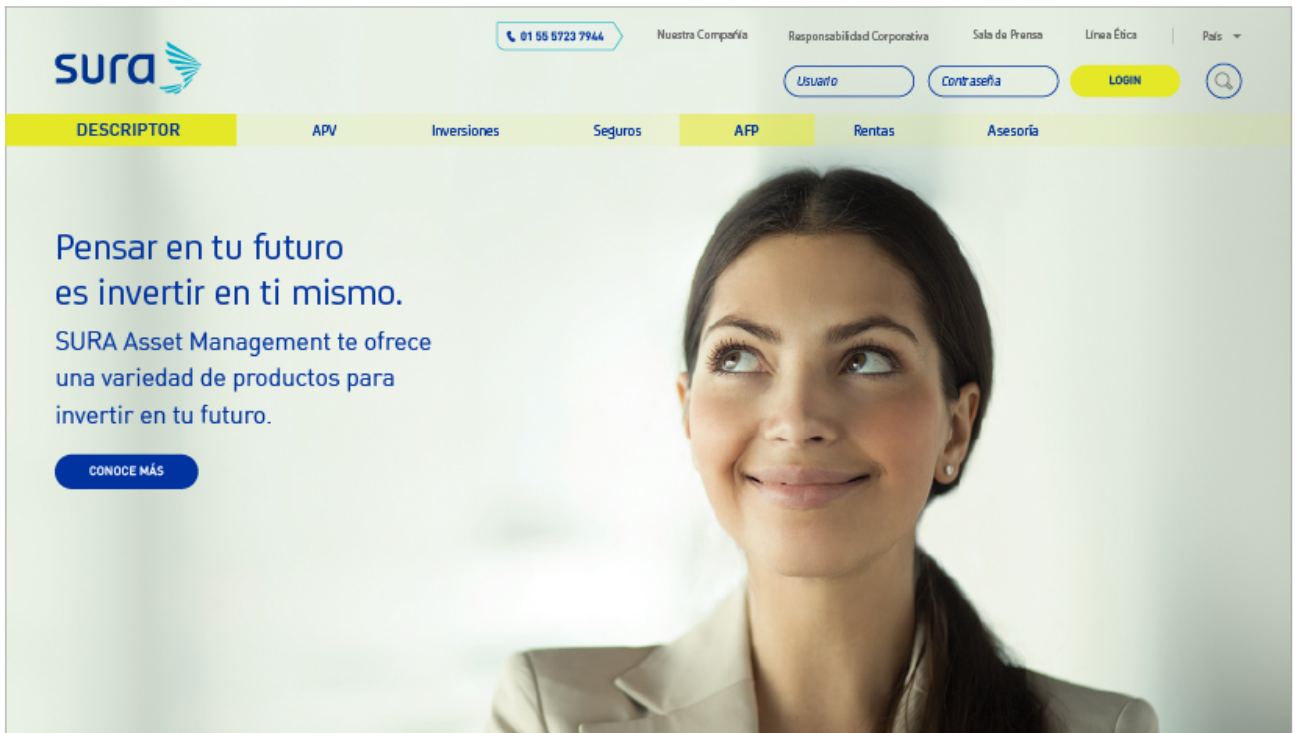 01 55 5723 7944
Nuestra Compañía
Responsabilidad Corporativa
Sala de Prensa
Línea Ética
País
sura
Usuario
Contraseña
LOGIN
DESCRIPTOR
APV
Inversiones
Seguros
AFP
Rentas
Asesoría
Pensar en tu futuro
es invertir en ti mismo.
SURA Asset Management te ofrece
una variedad de productos para
invertir en tu futuro.
CONOCE MÁS